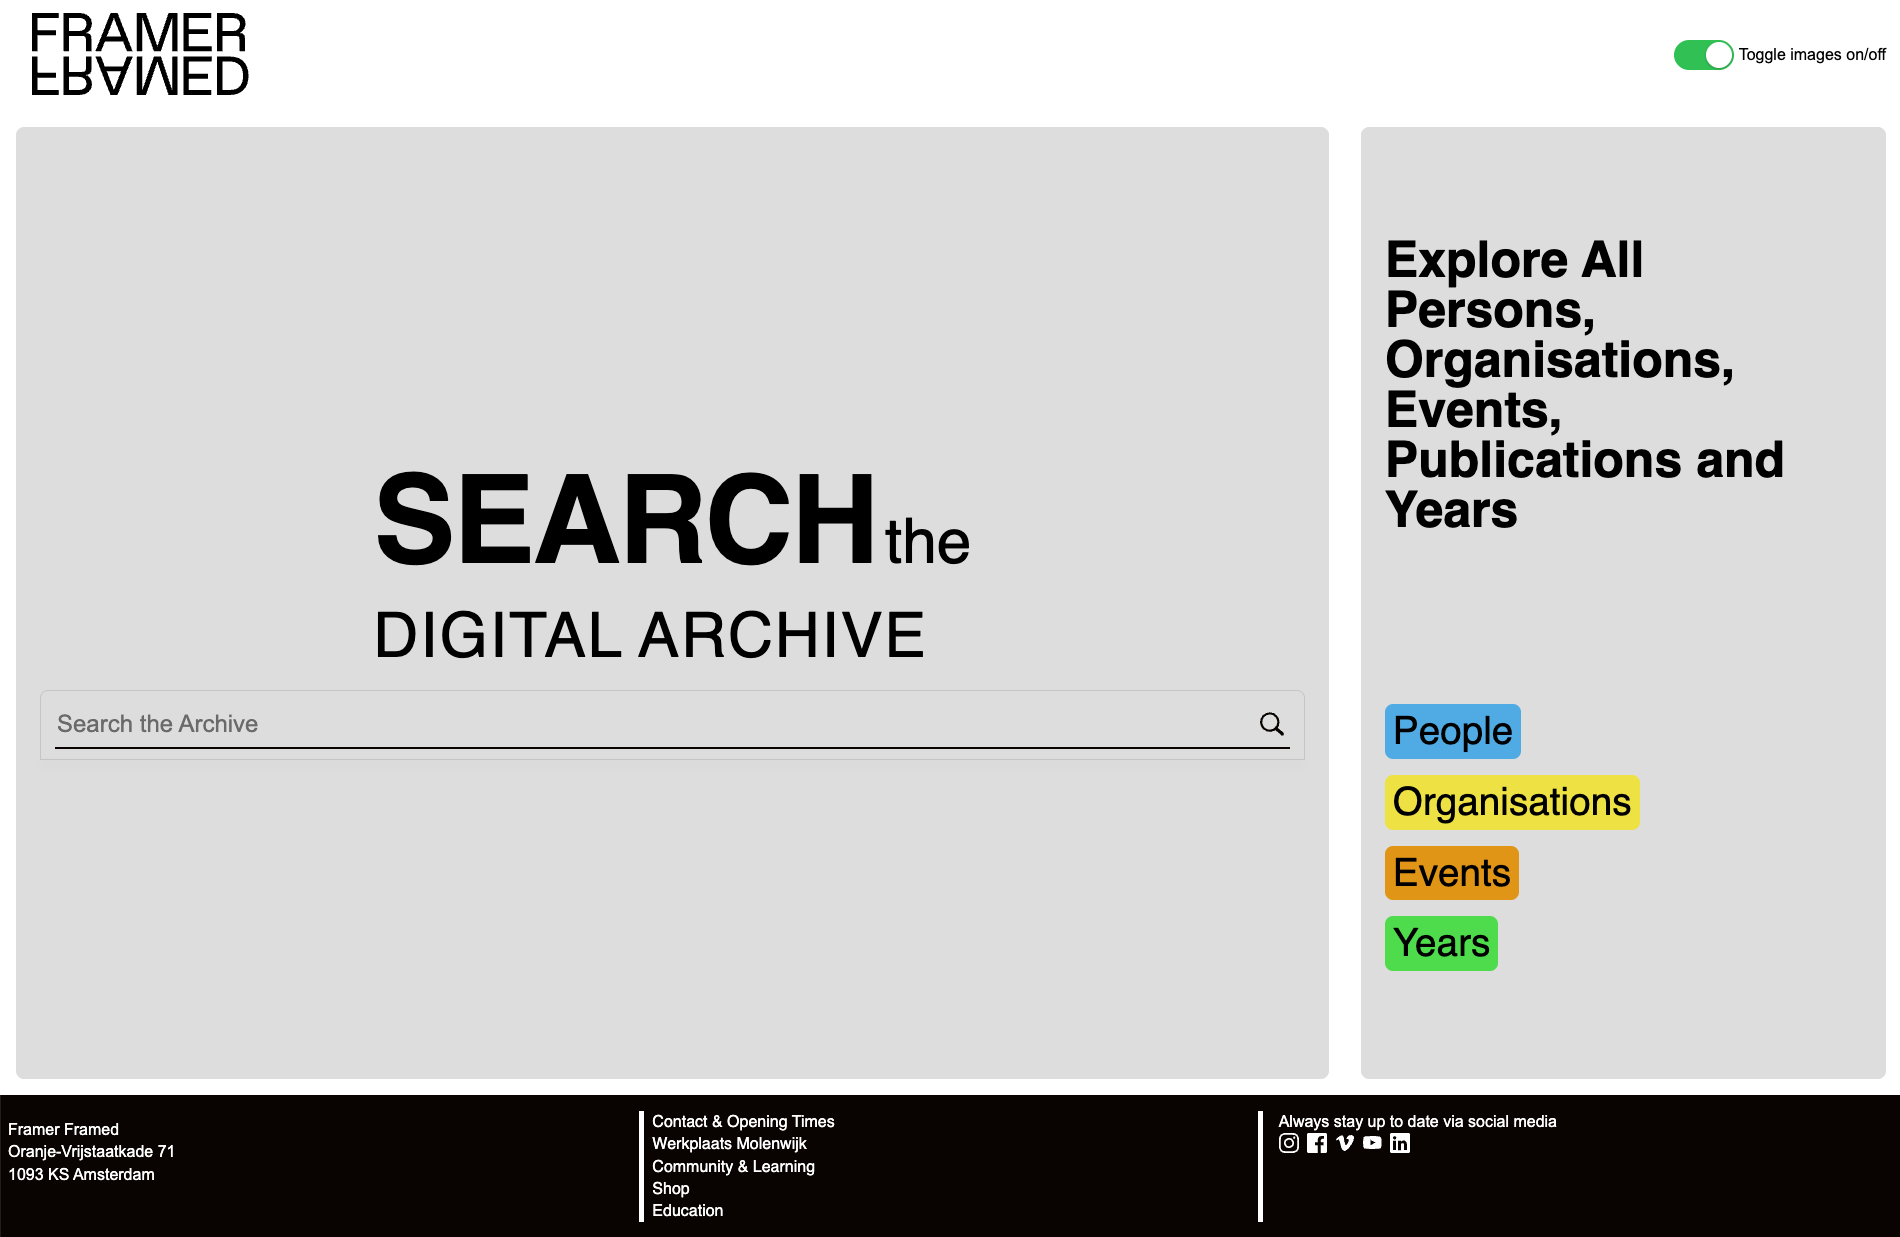 FRAMER
FRAMED
Toggle images on/off
SEARCH the
DIGITAL ARCHIVE
Search the Archive
Explore All
Persons,
Organisations,
Events,
Publications and
Years
People
Organisations
Events
Years
Framer Framed
Oranje-Vrijstaatkade 71
1093 KS Amsterdam
Contact & Opening Times
Werkplaats Molenwijk
Community & Learning
Shop
Education
Always stay up to date via social media